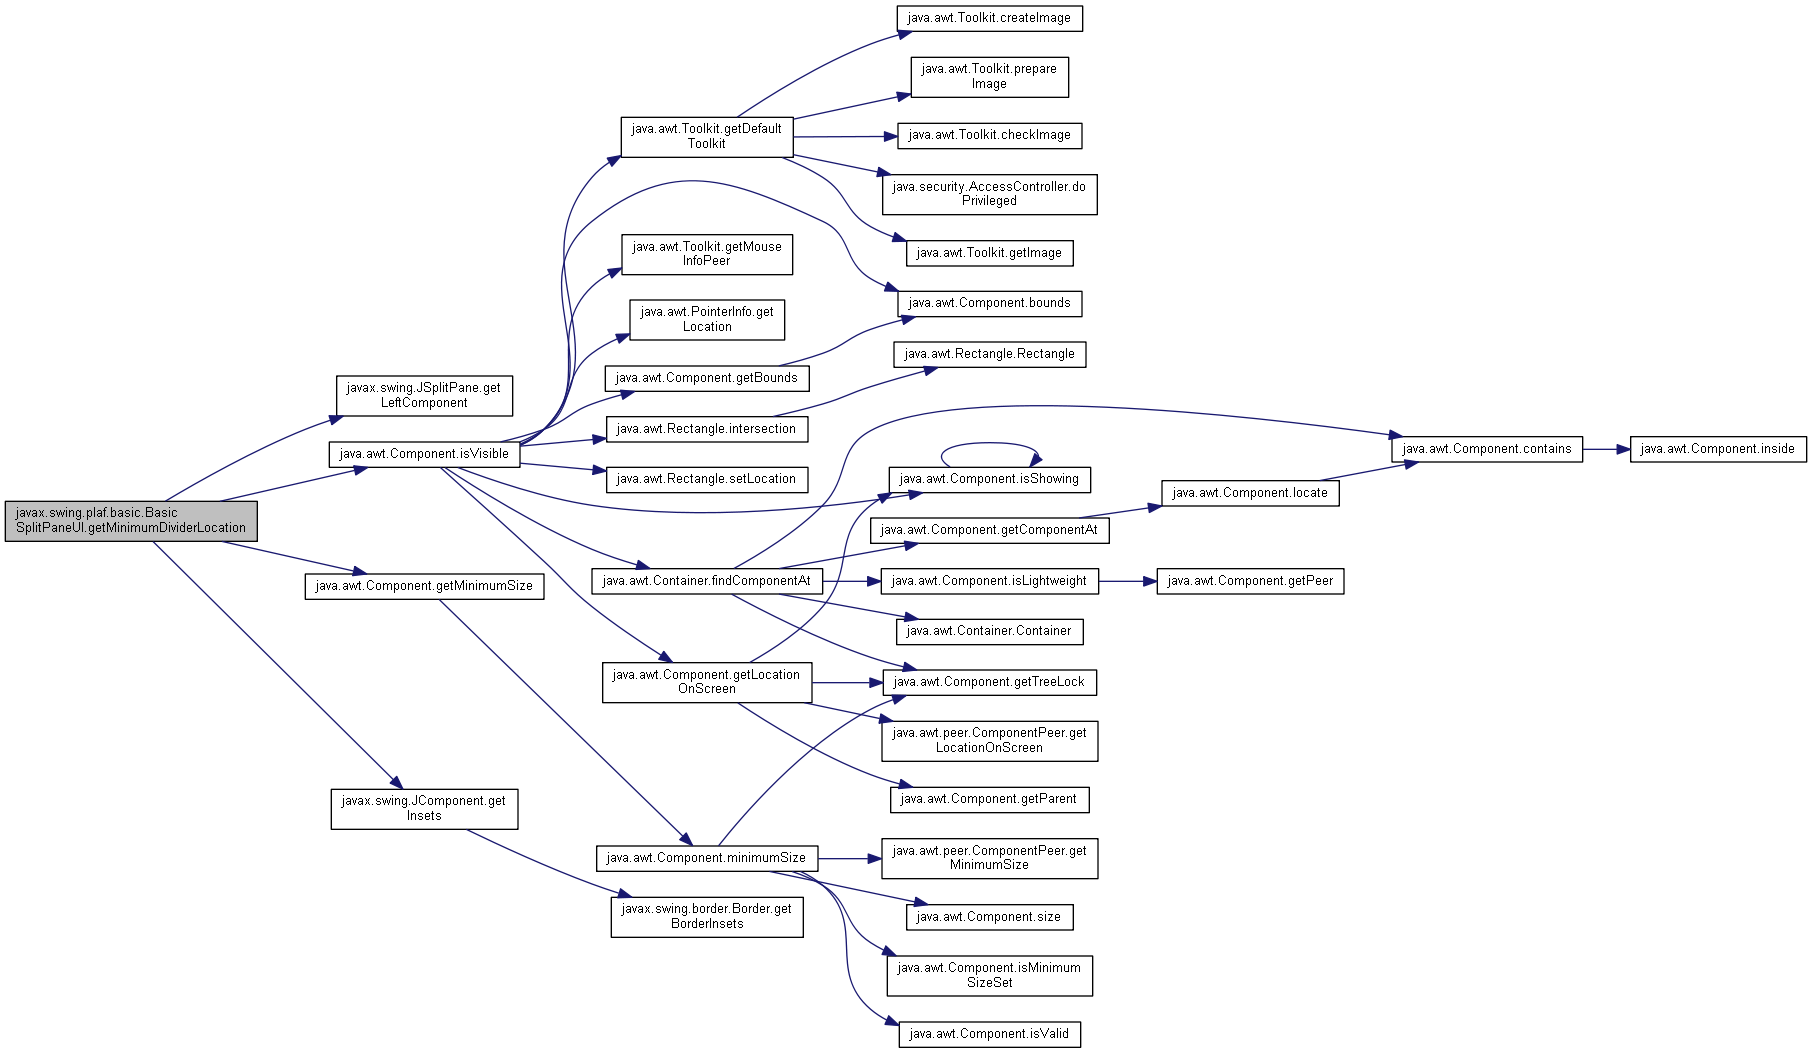 javax.swing.plaf.basic.Basic
SplitPaneUI.getMinimumDividerLocation
javax.swing.JSplitPane.get
LeftComponent
java.awt.Component.isVisible
java.awt.Component.getMinimumSize
javax.swing.JComponent.get
Insets
java.awt.Toolkit.getDefault
Toolkit
java.awt.Toolkit.getMouse
InfoPeer
java.awt.PointerInfo.get
Location
java.awt.Component.getBounds
java.awt.Rectangle.intersection
java.awt.Rectangle.setLocation
java.awt.Container.findComponentAt
java.awt.Component.getLocation
OnScreen
java.awt.Component.minimumSize
javax.swing.border.Border.get
BorderInsets
java.awt.Toolkit.createImage
java.awt.Toolkit.prepare
Image
java.awt.Toolkit.checkImage
java.security.AccessController.do
Privileged
java.awt.Toolkit.getImage
java.awt.Component.bounds
java.awt.Rectangle.Rectangle
java.awt.Component.isShowing
java.awt.Component.getComponentAt
java.awt.Component.isLightweight
java.awt.Container.Container
java.awt.Component.getTreeLock
java.awt.peer.ComponentPeer.get
LocationOnScreen
java.awt.Component.getParent
java.awt.peer.ComponentPeer.get
MinimumSize
java.awt.Component.size
java.awt.Component.isMinimum
SizeSet
java.awt.Component.isValid
java.awt.Component.locate
java.awt.Component.getPeer
java.awt.Component.contains
java.awt.Component.inside